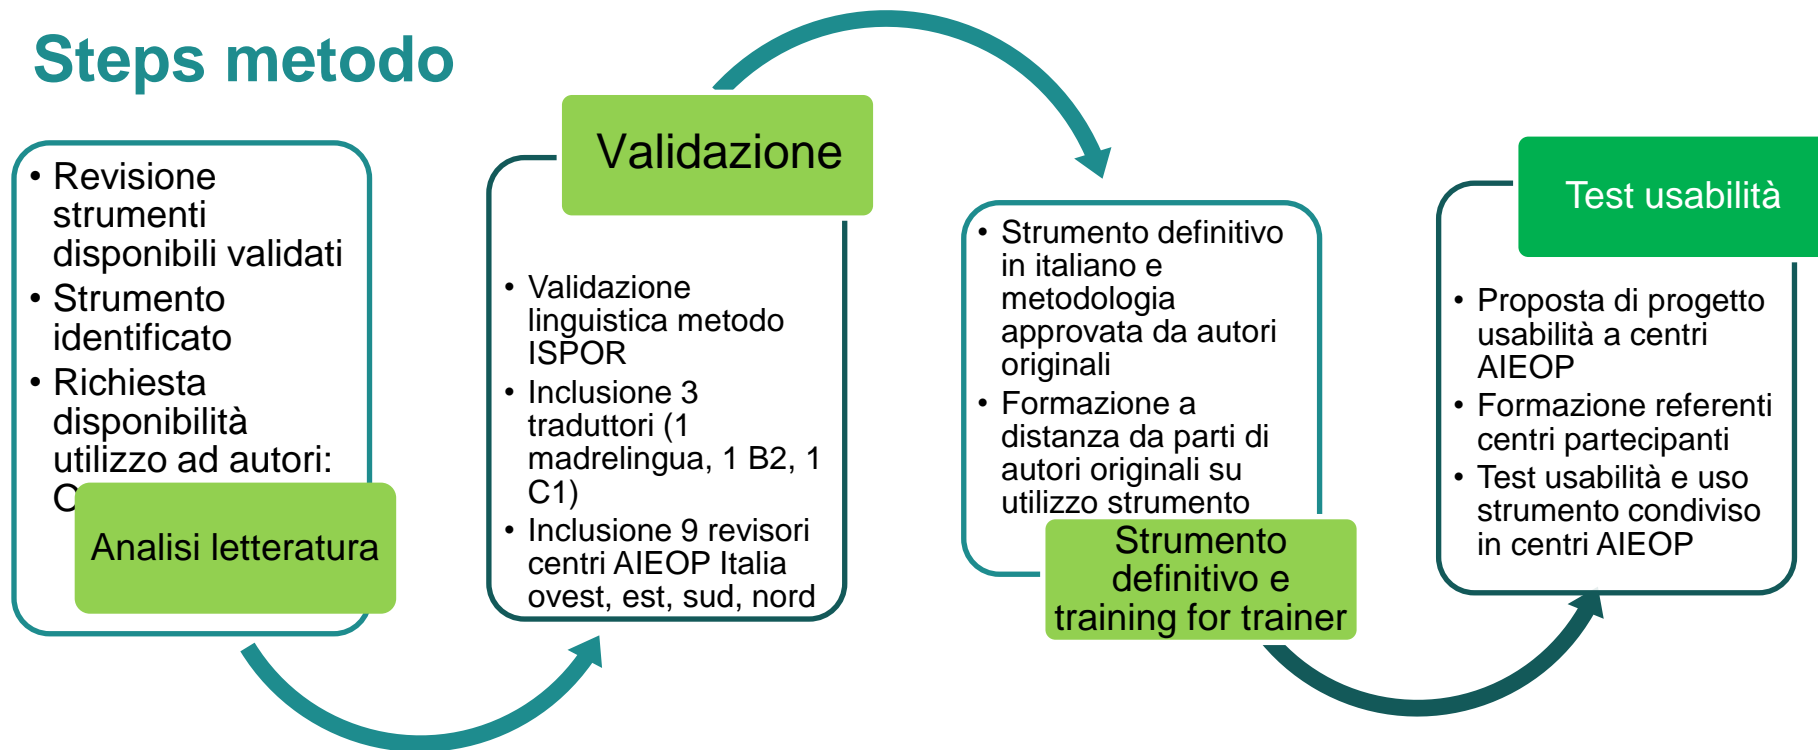 Steps metodo
• Revisione
strumenti
disponibili validati
• Strumento
identificato
• Richiesta
disponibilità
utilizzo ad autori:
Analisi letteratura
Validazione
• Validazione
linguistica metodo
ISPOR
• Inclusione 3
traduttori (1
madrelingua, 1 B2, 1
C1)
• Inclusione 9 revisori
centri AIEOP Italia
ovest, est, sud, nord
• Strumento definitivo
in italiano e
metodologia
approvata da autori
originali
• Formazione a
distanza da parti di
autori originali su
utilizzo strumento
Strumento
definitivo e
training for trainer
Test usabilità
• Proposta di progetto
usabilità a centri
AIEOP
• Formazione referenti
centri partecipanti
• Test usabilità e uso
strumento condiviso
in centri AIEOP